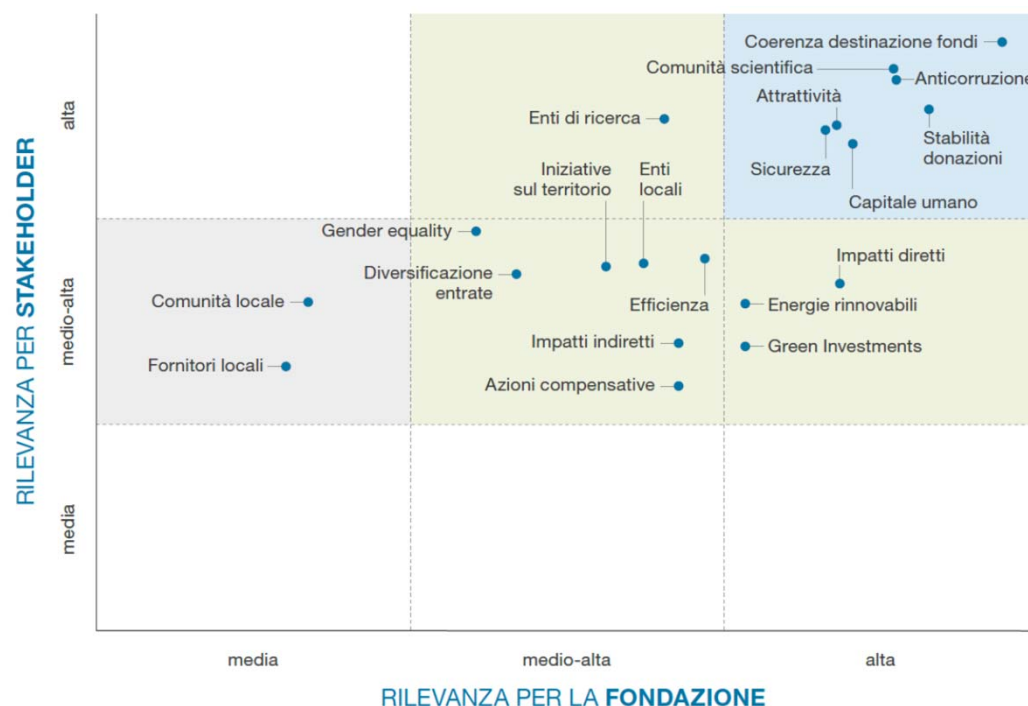 RILEVANZA PER STAKEHOLDER
alta
medio-alta
media
Coerenza destinazione fondi
Comunità scientifica
Anticorruzione
Attrattività
Enti di ricerca
Stabilità
donazioni
Sicurezza
Capitale umano
Iniziative
sul territorio
Enti
locali
Gender equality
Diversificazione
entrate
Impatti diretti
Comunità locale
Efficienza
Energie rinnovabili
Impatti indiretti
Green Investments
Fornitori locali
Azioni compensative
media
medio-alta
alta
RILEVANZA PER LA FONDAZIONE